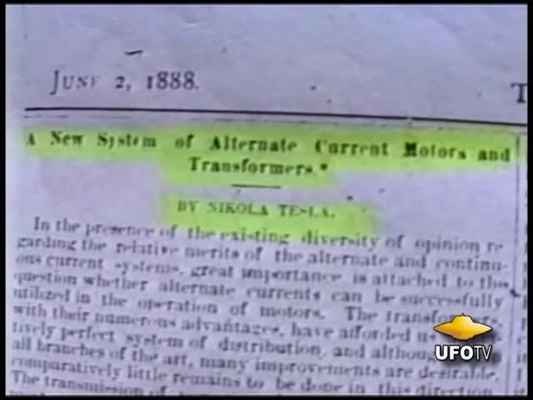 June 2, 1888.
T
A New System of Alternate Current Motors and
Transformers.*
BY NIKOLA TESLA.
In the presence of the existing diversity of opinion re
garding the relative merits of the alternate and continu
ous current systems, great importance is attached to the
question whether alternate currents can be successfully
utilized in the operation of motors. The transformers,
with their numerous advantages, have afforded us a
tively perfect system of distribution, and although
all branches of the art, many improvements are desirable,
comparatively little remains to be done in this direction.
The transmission of
UFOTV